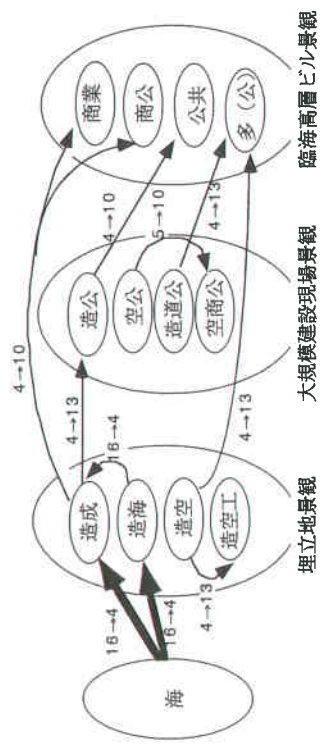 海
16→4
16→4
造成
造海
造空
造空工
16→4
4→13
埋立地景観
4→10
4→13
4→13
造公
空公
造道公
空商公
大規模建設現場景観
4→10
5→10
4→13
商業
商公
公共
多（公）
臨海高層ビル景観